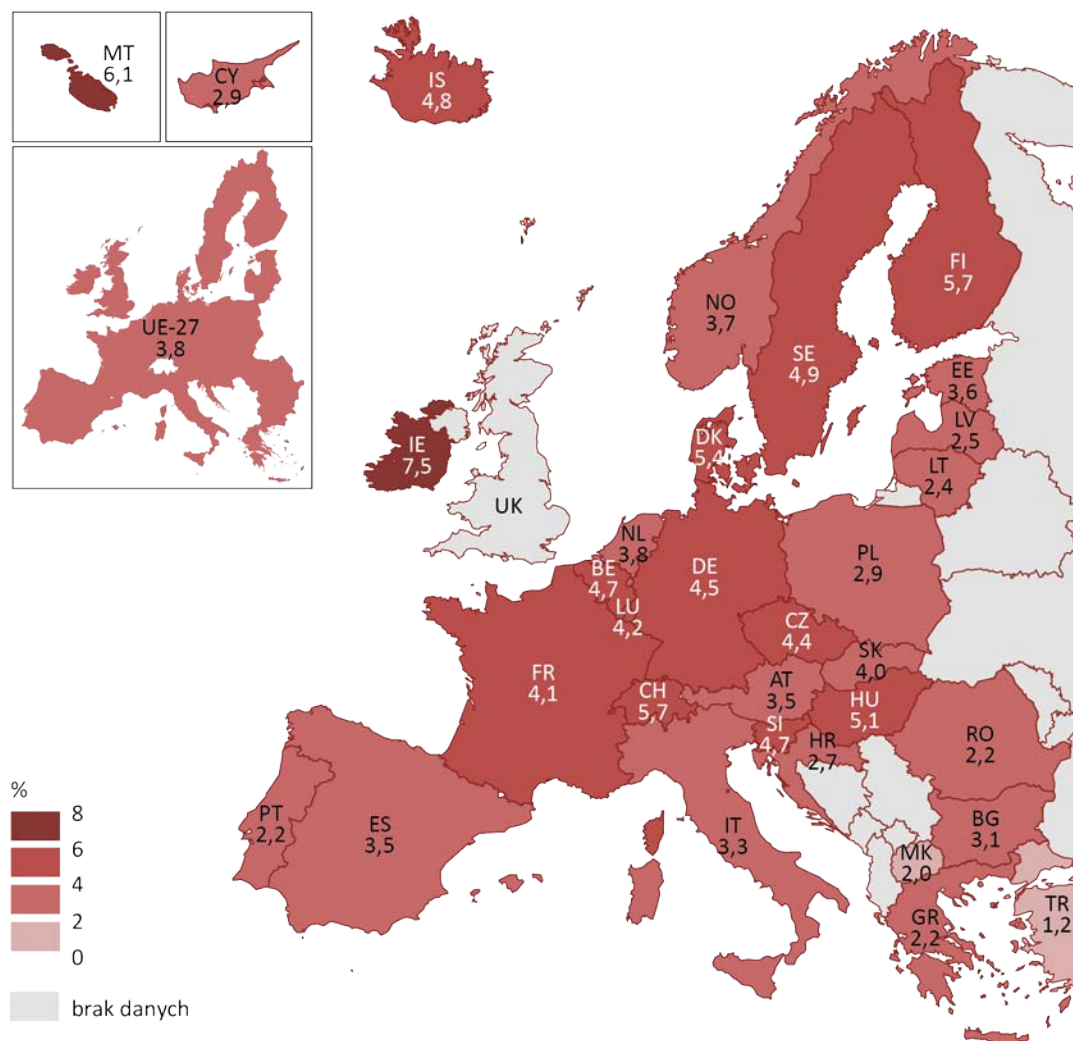 MT
6,1
CY
2,9
IS
4,8
UE-27
3,8
NO
3,7
FI
5,7
SE
4,9
EE
3,6
LV
2,5
LT
2,4
IE
7,5
DK
5,4
UK
NL
3,8
BE
4,7
LU
4,2
DE
4,5
PL
2,9
CZ
4,4
SK
4,0
FR
4,1
CH
5,7
AT
3,5
HU
5,1
SI
4,7
HR
2,7
RO
2,2
PT
2,2
ES
3,5
IT
3,3
BG
3,1
MK
2,0
GR
2,2
TR
1,2
%
8
6
4
2
0
brak danych